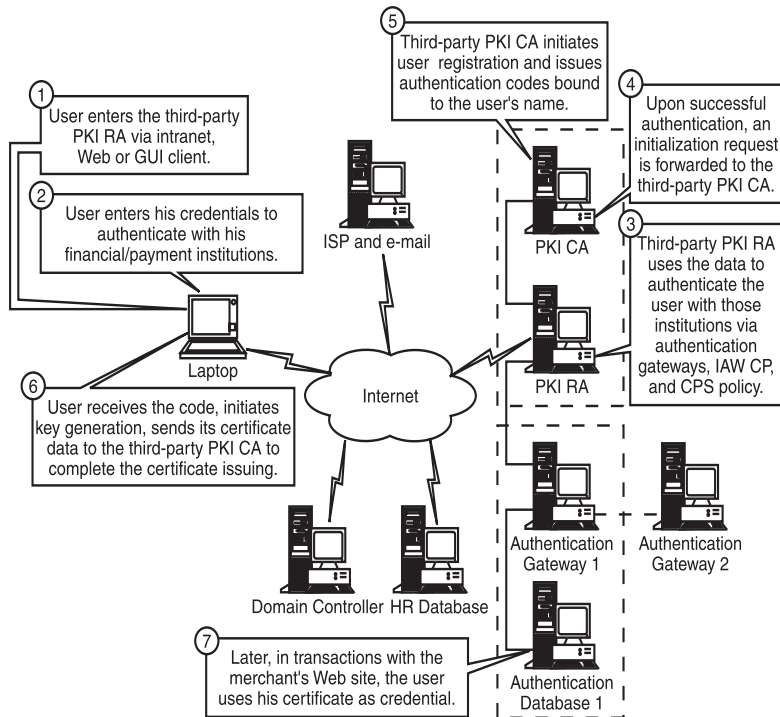 5
Third-party PKI CA initiates
user registration and issues
authentication codes bound
to the user's name.
1
User enters the third-party
PKI RA via intranet,
Web or GUI client.
4
Upon successful
authentication, an
initialization request
is forwarded to the
third-party PKI CA.
2
User enters his credentials to
authenticate with his
financial/payment institutions.
ISP and e-mail
PKI CA
3
Third-party PKI RA
uses the data to
authenticate the
user with those
institutions via
authentication
gateways, IAW CP,
and CPS policy.
Laptop
Internet
PKI RA
6
User receives the code, initiates
key generation, sends its certificate
data to the third-party PKI CA to
complete the certificate issuing.
Authentication
Gateway 1
Authentication
Gateway 2
Domain Controller
HR Database
7
Later, in transactions with the
merchant's Web site, the user
uses his certificate as credential.
Authentication
Database 1